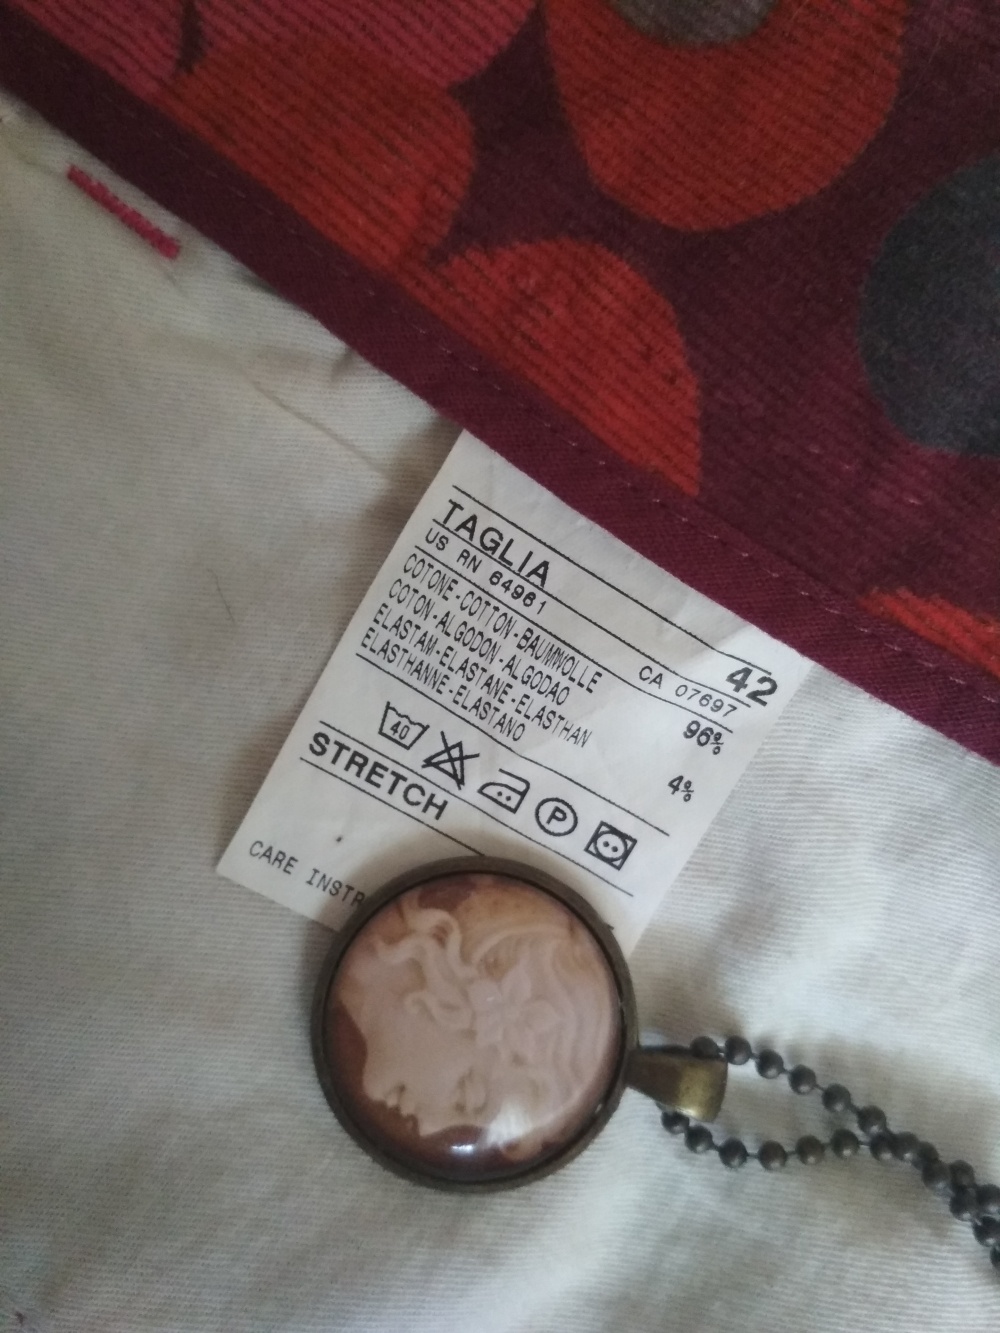 TAGLIA 42
US RN 64961 CA 07697
COTONE-COTTON-BAUMWOLLE 96%
COTON-ALGODON-ALGODAO
ELASTAM-ELASTANE-ELASTHAN 4%
ELASTHANNE-ELASTANO
40 P
STRETCH
CARE